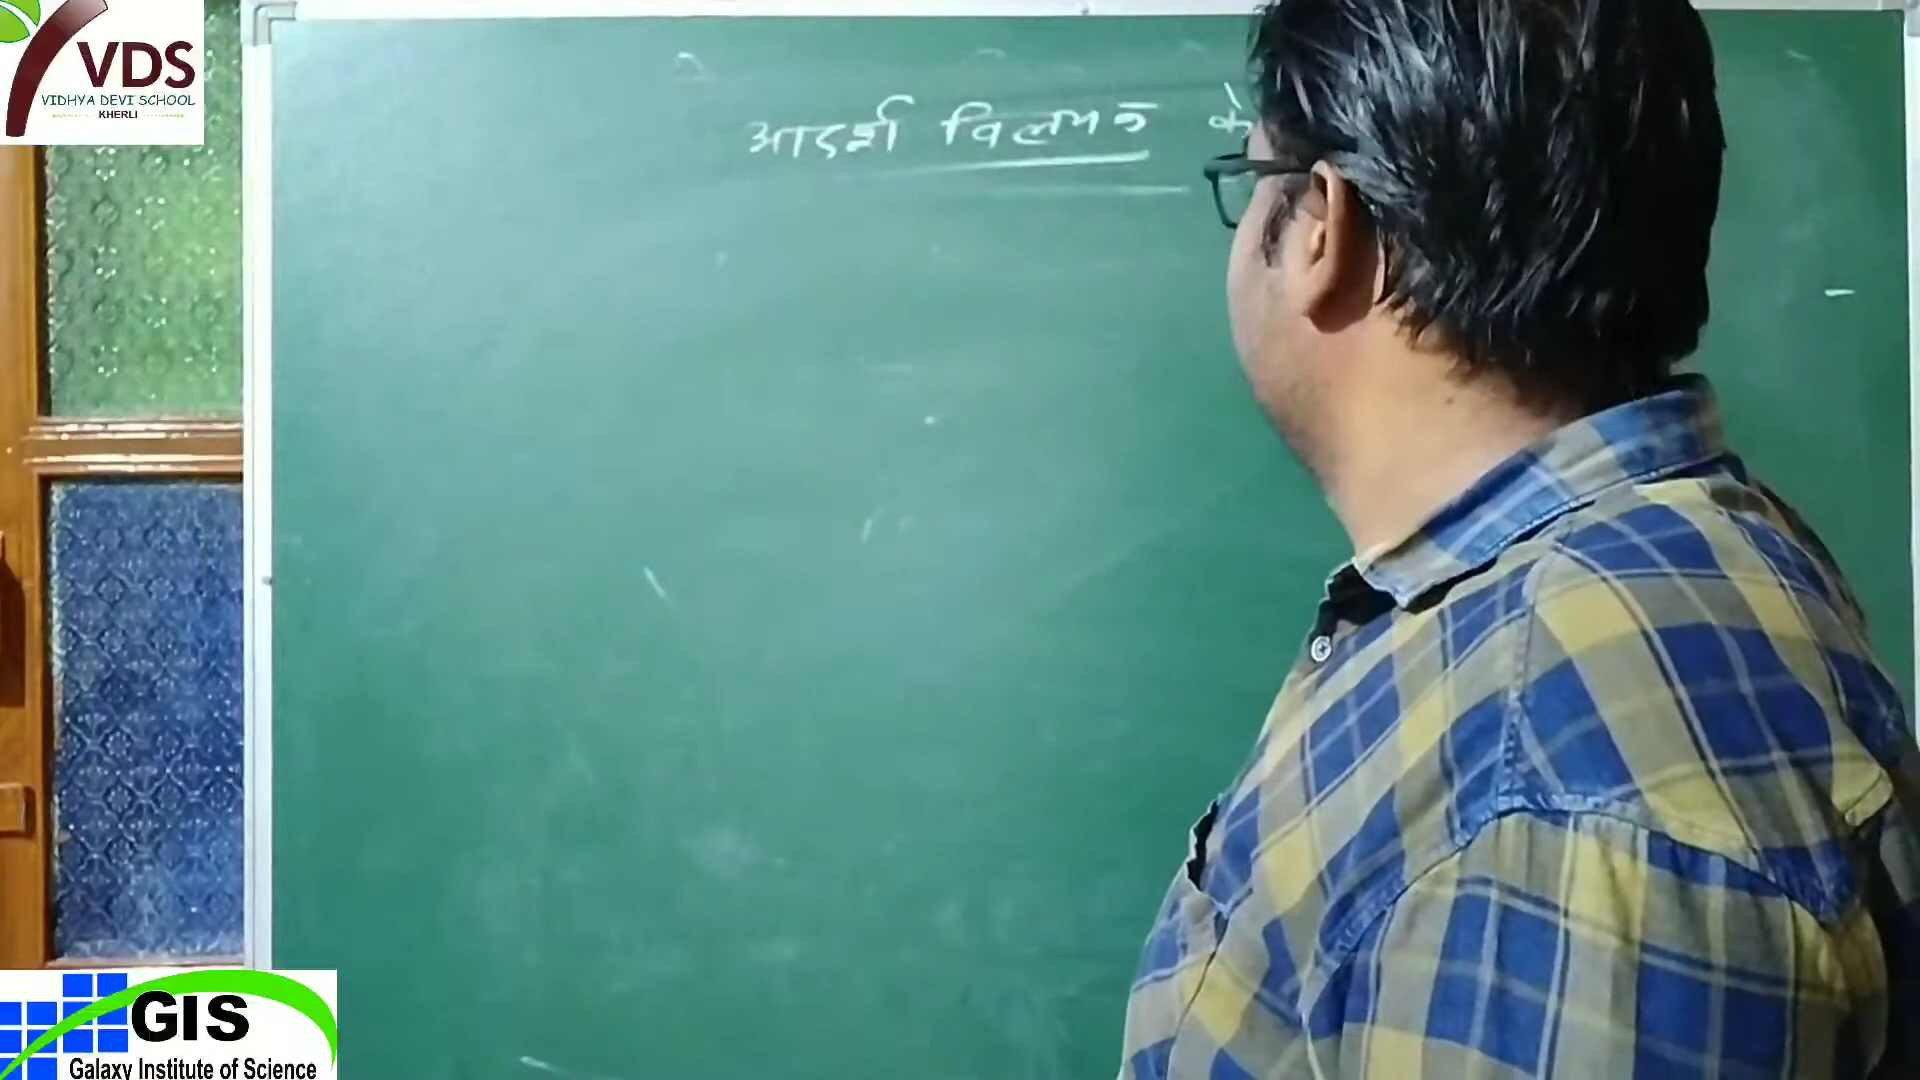 VDS
VIDHYA DEVI SCHOOL
KHERLI
आदर्श विलयन के
GIS
Galaxy Institute of Science